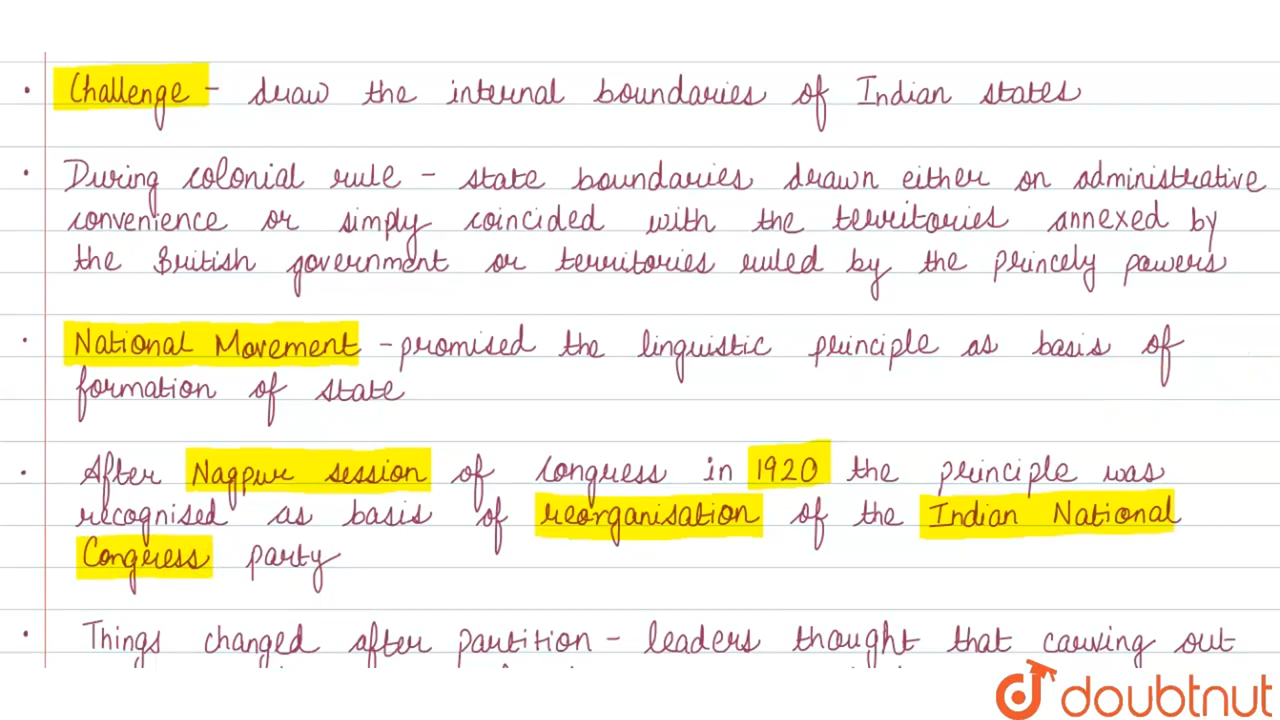 • Challenge - draw the internal boundaries of Indian states
• During colonial rule - state boundaries drawn either on administrative
convenience or simply coincided with the territories annexed by
the British government or territories ruled by the princely powers
• National Movement - promised the linguistic principle as basis of
formation of state
• After Nagpur session of Congress in 1920 the principle was
recognised as basis of reorganisation of the Indian National
Congress party
• Things changed after partition - leaders thought that carving out
doubtnut